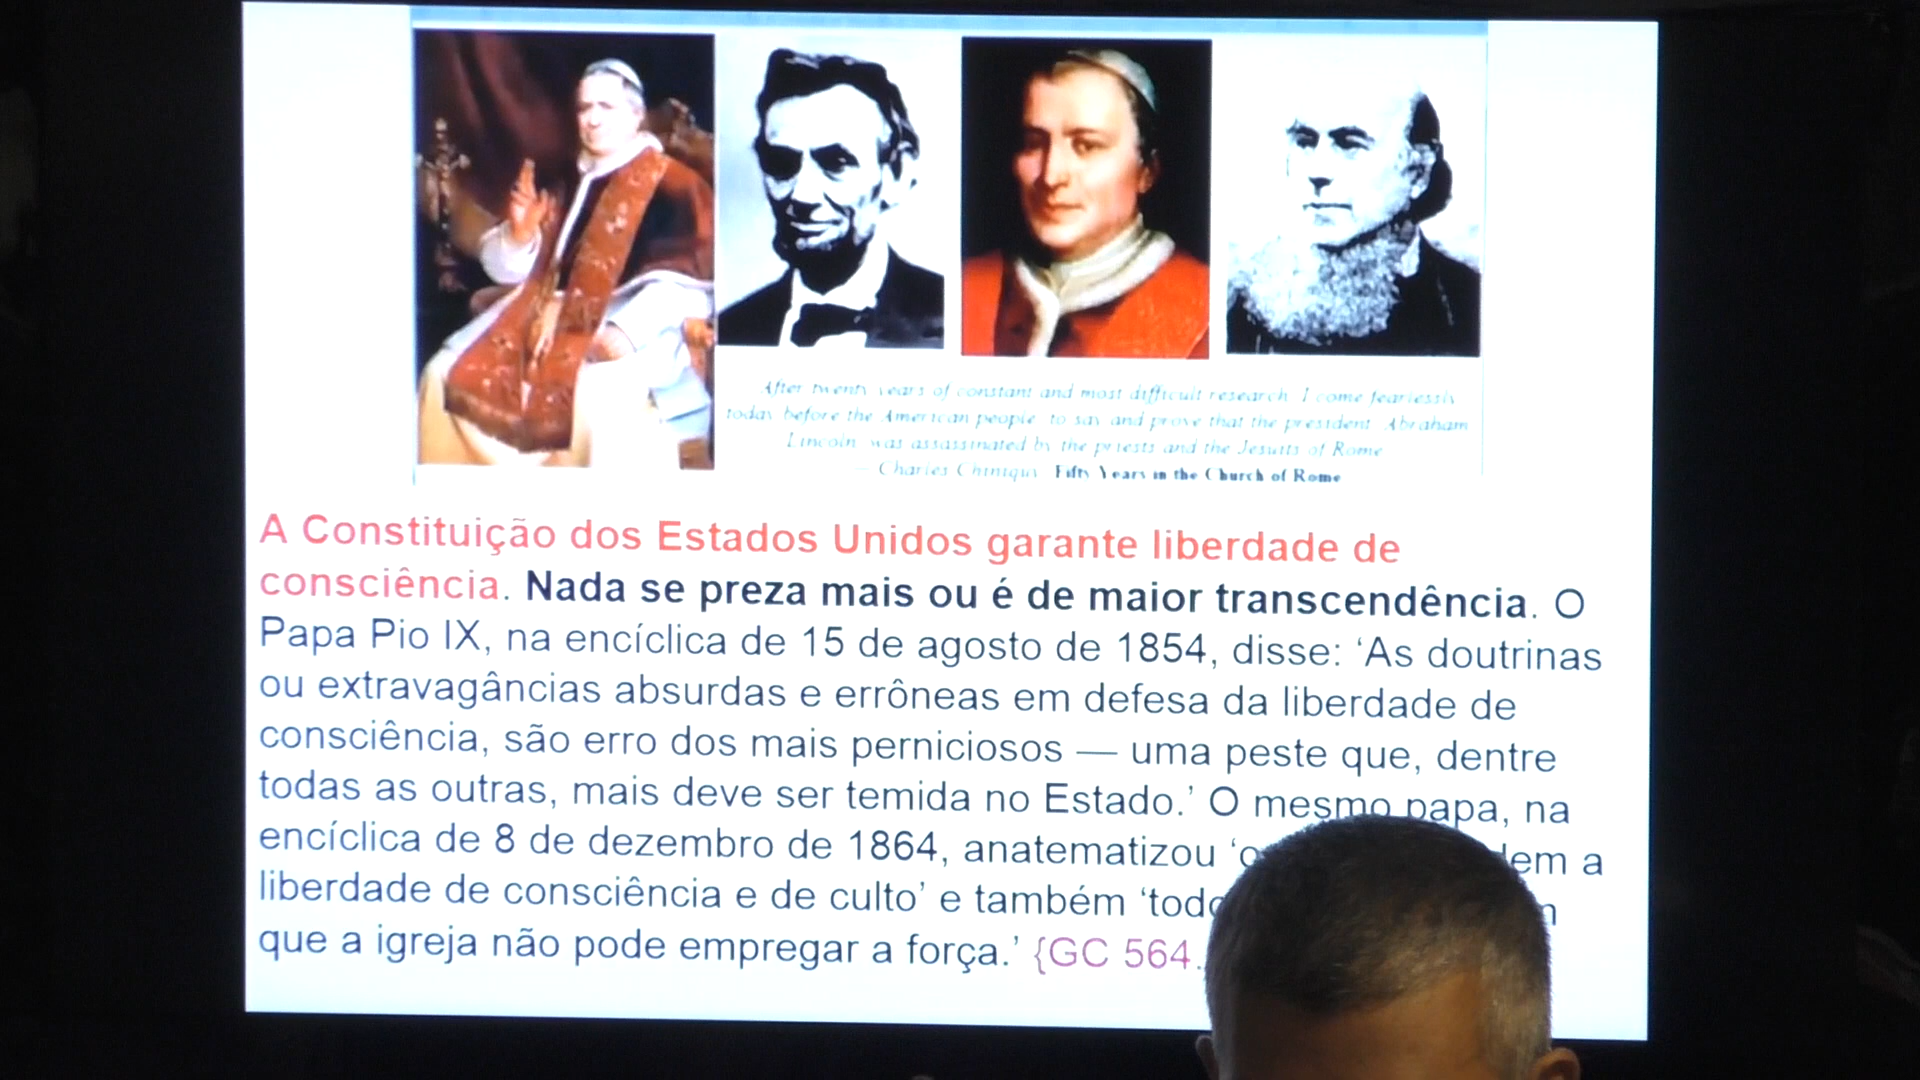 After twenty years of constant and most difficult research, I come fearlessly
today before the American people, to say and prove that the president, Abraham
Lincoln, was assassinated by the priests and the Jesuits of Rome
— Charles Chiniquy, Fifty Years in the Church of Rome
A Constituição dos Estados Unidos garante liberdade de
consciência. Nada se preza mais ou é de maior transcendência. O
Papa Pio IX, na encíclica de 15 de agosto de 1854, disse: ‘As doutrinas
ou extravagâncias absurdas e errôneas em defesa da liberdade de
consciência, são erro dos mais perniciosos — uma peste que, dentre
todas as outras, mais deve ser temida no Estado.’ O mesmo papa, na
encíclica de 8 de dezembro de 1864, anatematizou ‘o a
liberdade de consciência e de culto’ e também
que a igreja não pode empregar a força.’ {GC 564.